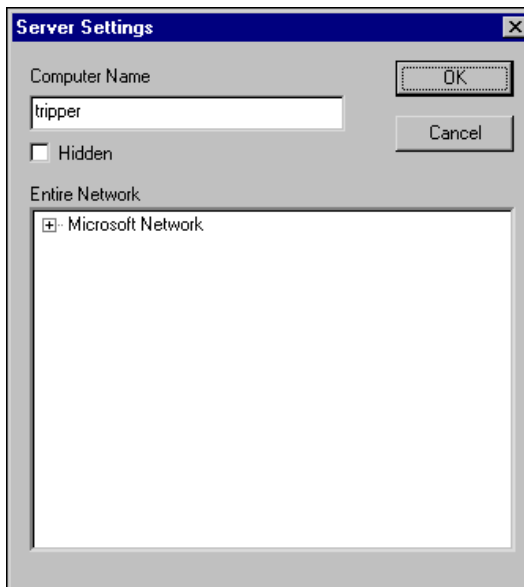 Server Settings
Computer Name
OK
tripper
Cancel
Hidden
Entire Network
Microsoft Network